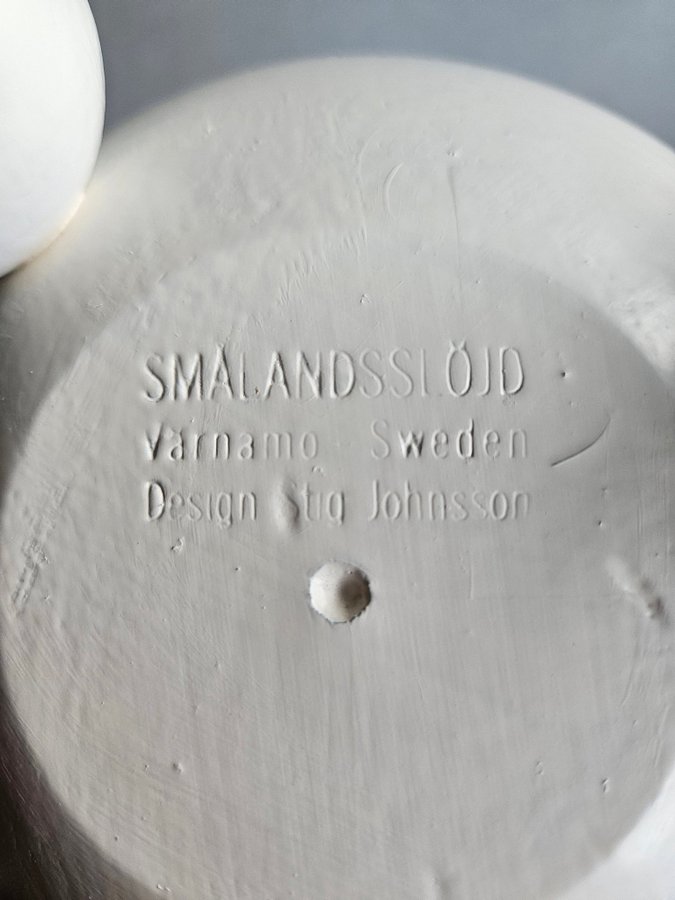 SMÅLANDSSLÖJD
Värnamo Sweden
Design Stig Johnsson